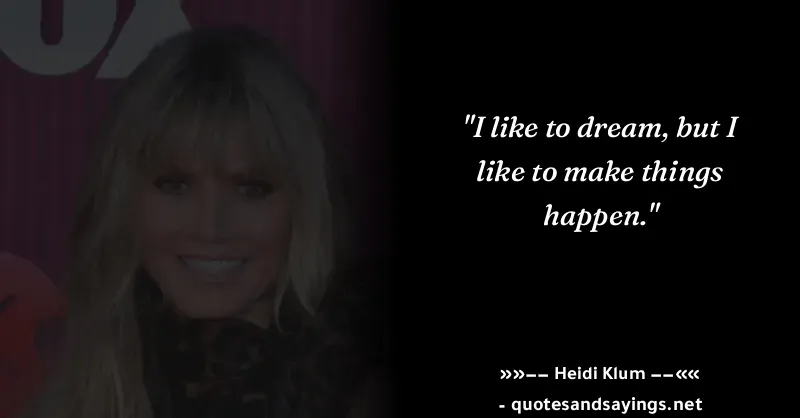 "I like to dream, but I
like to make things
happen."
»»−− Heidi Klum −−««
- quotesandsayings.net